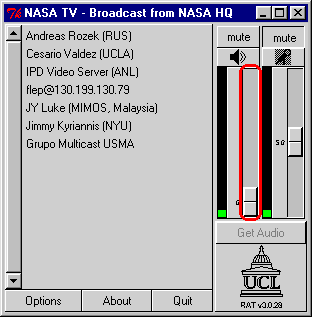 NASA TV - Broadcast from NASA HQ
Andreas Rozek (RUS)
Cesario Valdez (UCLA)
IPD Video Server (ANL)
flep@130.199.130.79
JY Luke (MIMOS, Malaysia)
Jimmy Kyriannis (NYU)
Grupo Multicast USMA
mute
mute
50
Get Audio
UCL
RAT v3.0.28
Options
About
Quit